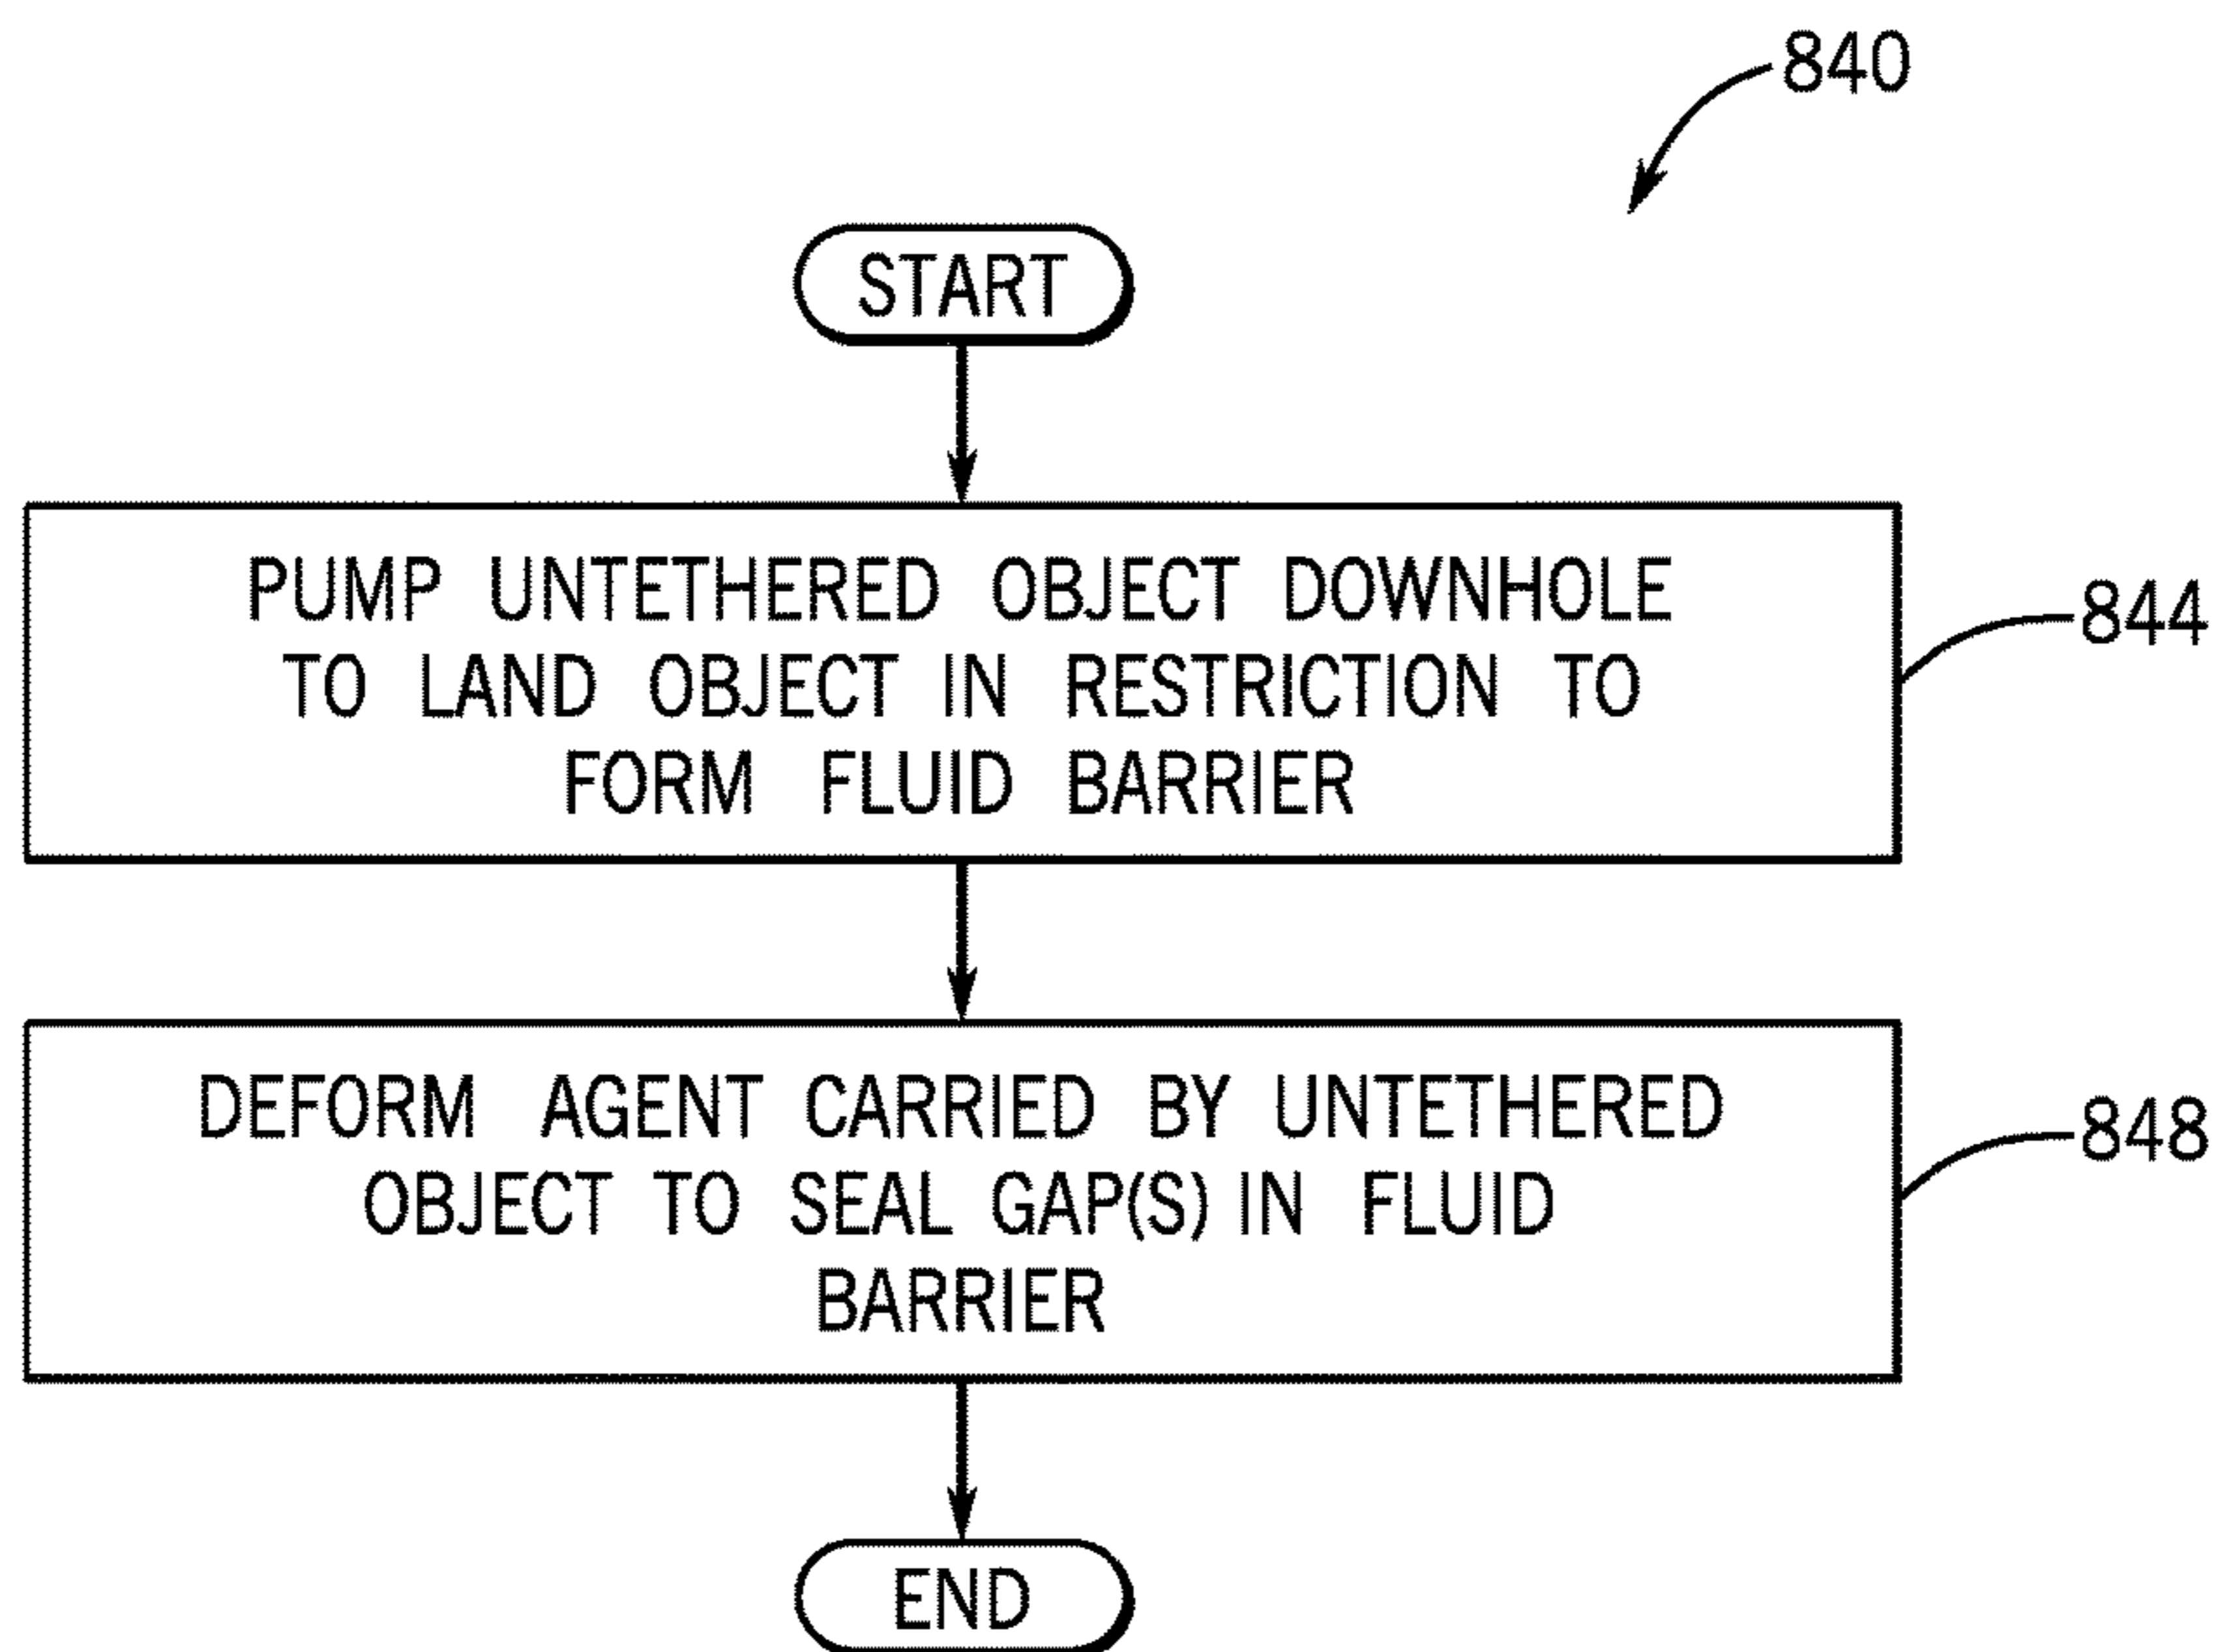 840
START
PUMP UNTETHERED OBJECT DOWNHOLE
TO LAND OBJECT IN RESTRICTION TO
FORM FLUID BARRIER
844
DEFORM AGENT CARRIED BY UNTETHERED
OBJECT TO SEAL GAP(S) IN FLUID
BARRIER
848
END